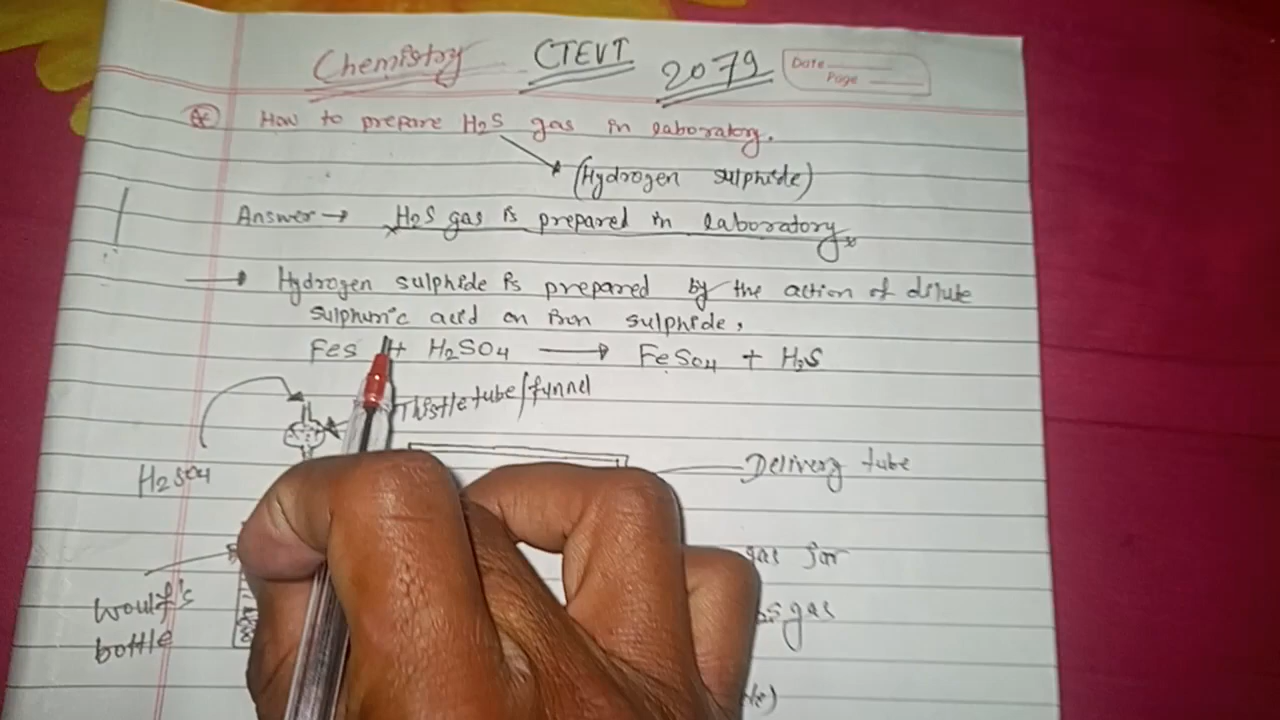 Chemistry CTEVT 2079
Date
Page
How to prepare H2S gas in laboratory.
(Hydrogen sulphide)
Answer → H2S gas is prepared in laboratory
→ Hydrogen sulphide is prepared by the action of dilute
sulphuric acid on iron sulphide,
FeS + H2SO4 → FeSO4 + H2S
Thistle tube/funnel
H2SO4
Delivery tube
gas for
Woulf's
bottle
gas